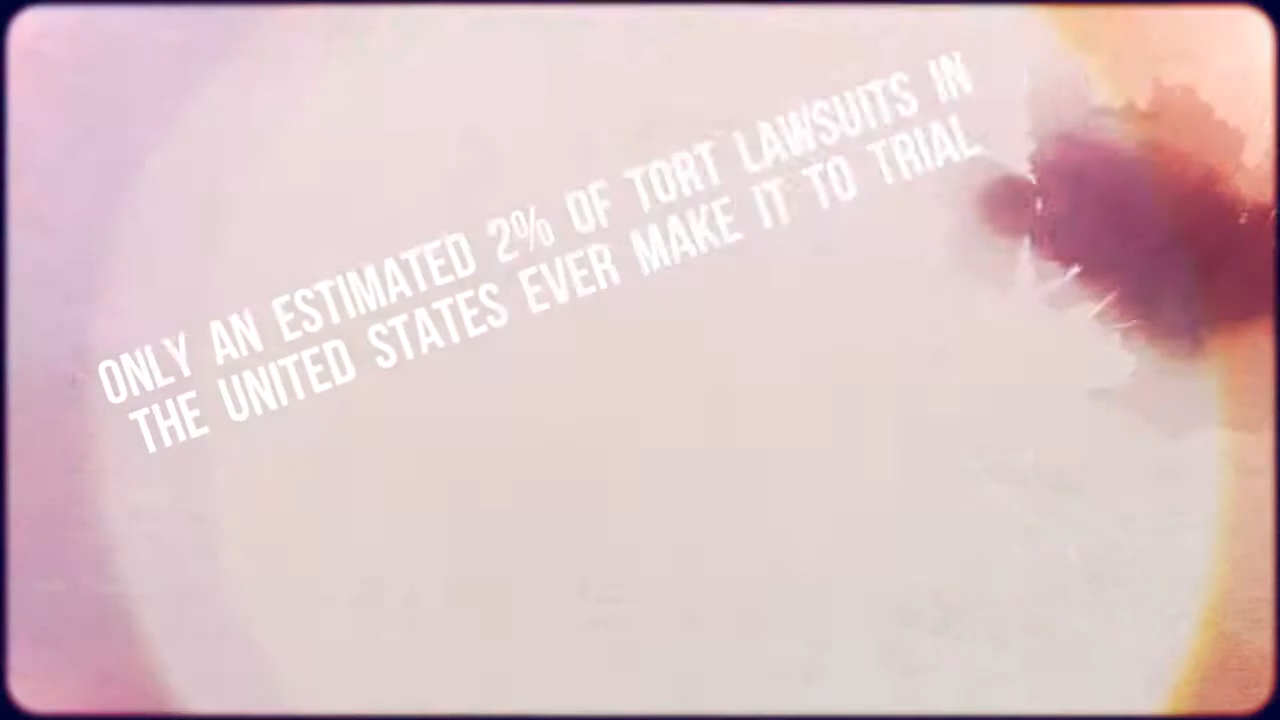 ONLY AN ESTIMATED 2% OF TORT LAWSUITS IN
THE UNITED STATES EVER MAKE IT TO TRIAL